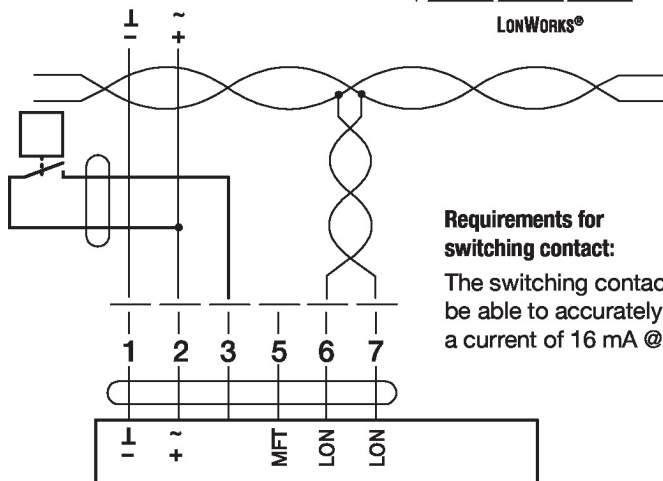 LONWORKS®
⊥ ~
– +
Requirements for
switching contact:
The switching contac
be able to accurately
a current of 16 mA @
1 2 3 5 6 7
⊥ ~ MFT LON LON
– +